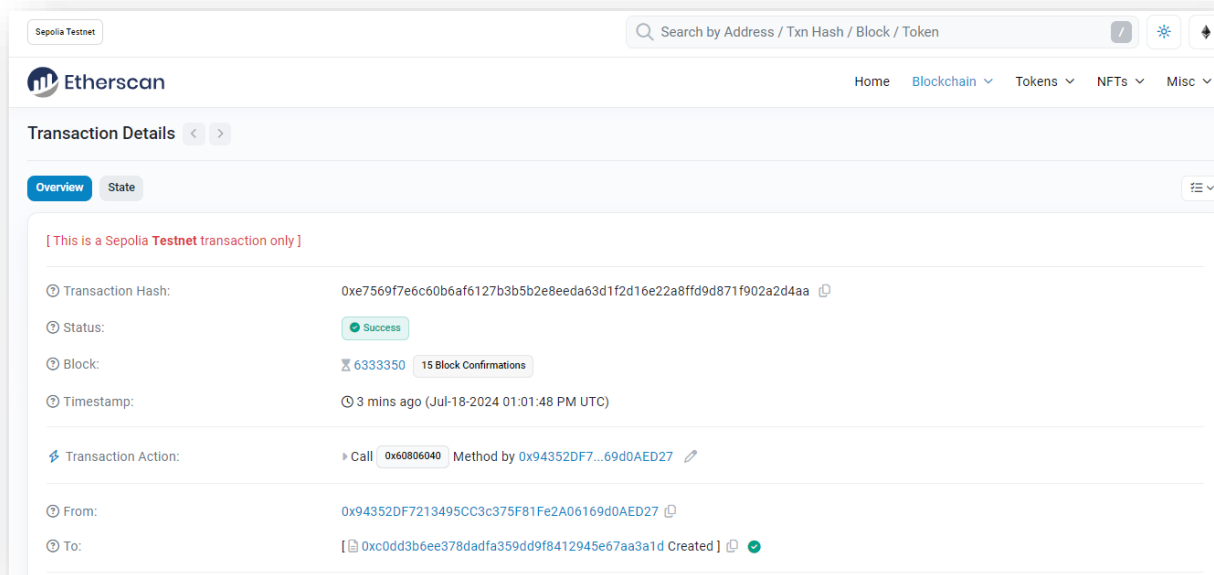 Sepolia Testnet
Search by Address / Txn Hash / Block / Token /
Etherscan Home Blockchain Tokens NFTs Misc
Transaction Details
Overview State
[ This is a Sepolia Testnet transaction only ]
Transaction Hash: 0xe7569f7e6c60b6af6127b3b5b2e8eeda63d1f2d16e22a8ffd9d871f902a2d4aa
Status: Success
Block: 6333350 15 Block Confirmations
Timestamp: 3 mins ago (Jul-18-2024 01:01:48 PM UTC)
Transaction Action: Call 0x60806040 Method by 0x94352DF7...69d0AED27
From: 0x94352DF7213495CC3c375F81Fe2A06169d0AED27
To: [ 0xc0dd3b6ee378dadfa359dd9f8412945e67aa3a1d Created ]